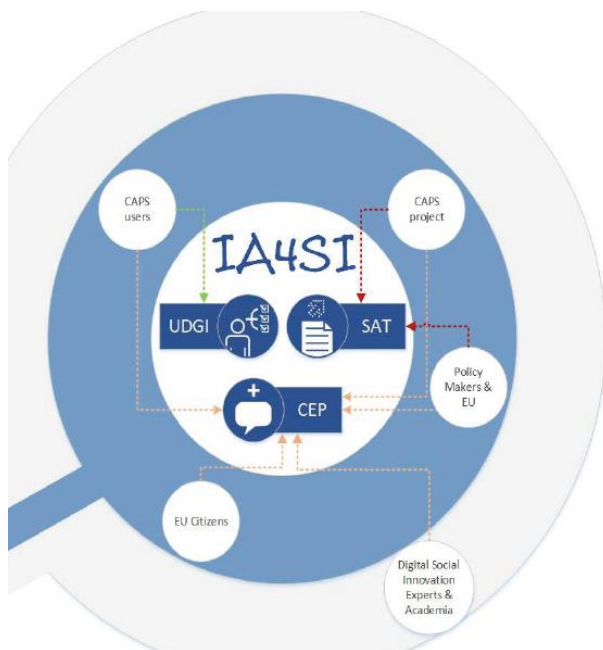 CAPS
users
CAPS
project
IA4SI
UDGI
SAT
Policy
Makers &
EU
CEP
EU Citizens
Digital Social
Innovation
Experts &
Academia